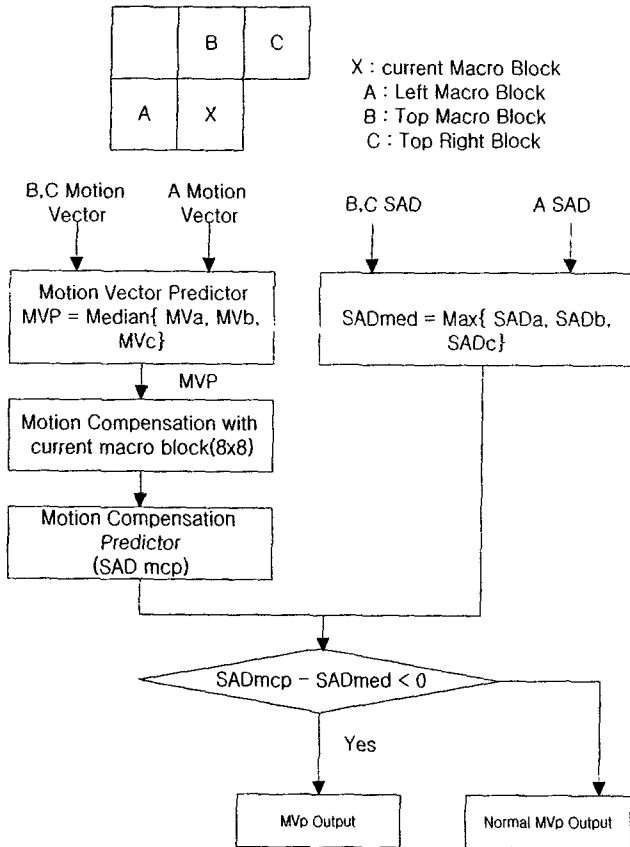 B
C
A
X
X : current Macro Block
A : Left Macro Block
B : Top Macro Block
C : Top Right Block
B,C Motion
Vector
A Motion
Vector
B,C SAD
A SAD
Motion Vector Predictor
MVP = Median{ MVa, MVb,
MVc}
SADmed = Max{ SADa, SADb,
SADc}
MVP
Motion Compensation with
current macro block(8x8)
Motion Compensation
Predictor
(SAD mcp)
SADmcp - SADmed < 0
Yes
MVp Output
Normal MVp Output